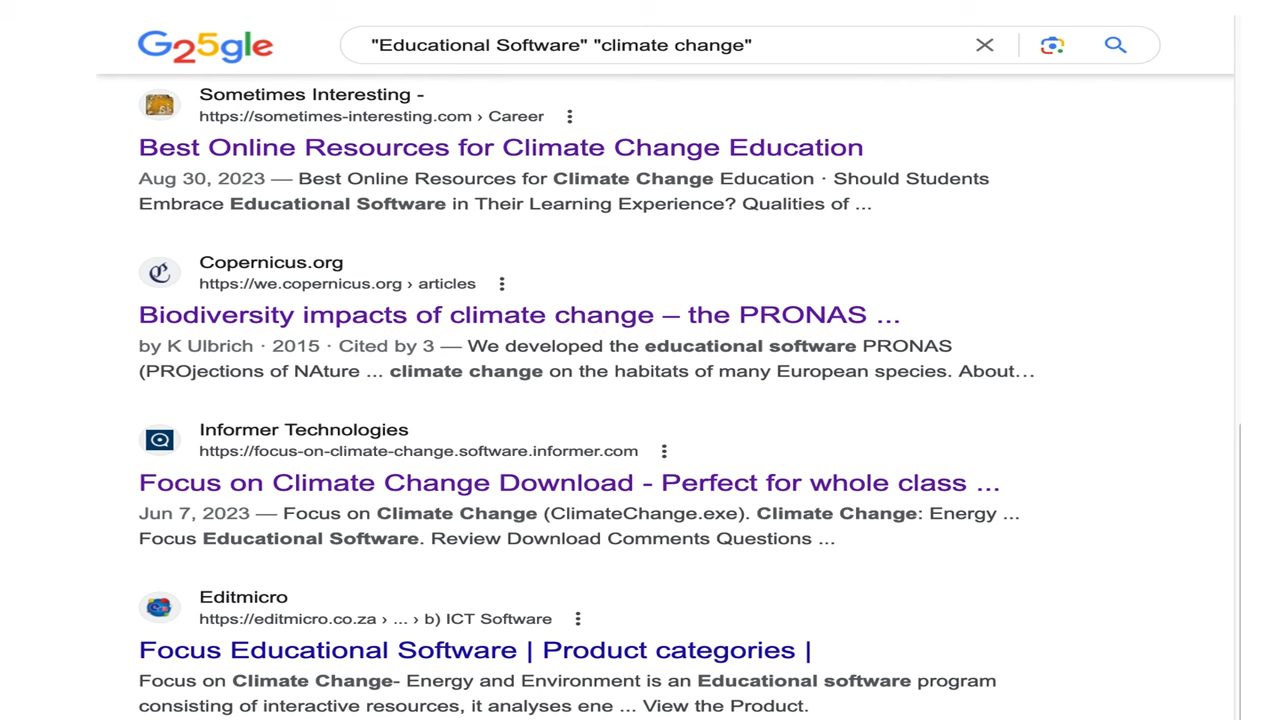 G25gle
"Educational Software" "climate change"
Sometimes Interesting -
https://sometimes-interesting.com › Career
Best Online Resources for Climate Change Education
Aug 30, 2023 — Best Online Resources for Climate Change Education · Should Students
Embrace Educational Software in Their Learning Experience? Qualities of ...
Copernicus.org
https://we.copernicus.org › articles
Biodiversity impacts of climate change – the PRONAS ...
by K Ulbrich · 2015 · Cited by 3 — We developed the educational software PRONAS
(PROjections of NAture ... climate change on the habitats of many European species. About…
Informer Technologies
https://focus-on-climate-change.software.informer.com
Focus on Climate Change Download - Perfect for whole class ...
Jun 7, 2023 — Focus on Climate Change (ClimateChange.exe). Climate Change: Energy ...
Focus Educational Software. Review Download Comments Questions ...
Editmicro
https://editmicro.co.za › ... › b) ICT Software
Focus Educational Software | Product categories |
Focus on Climate Change- Energy and Environment is an Educational software program
consisting of interactive resources, it analyses ene ... View the Product.